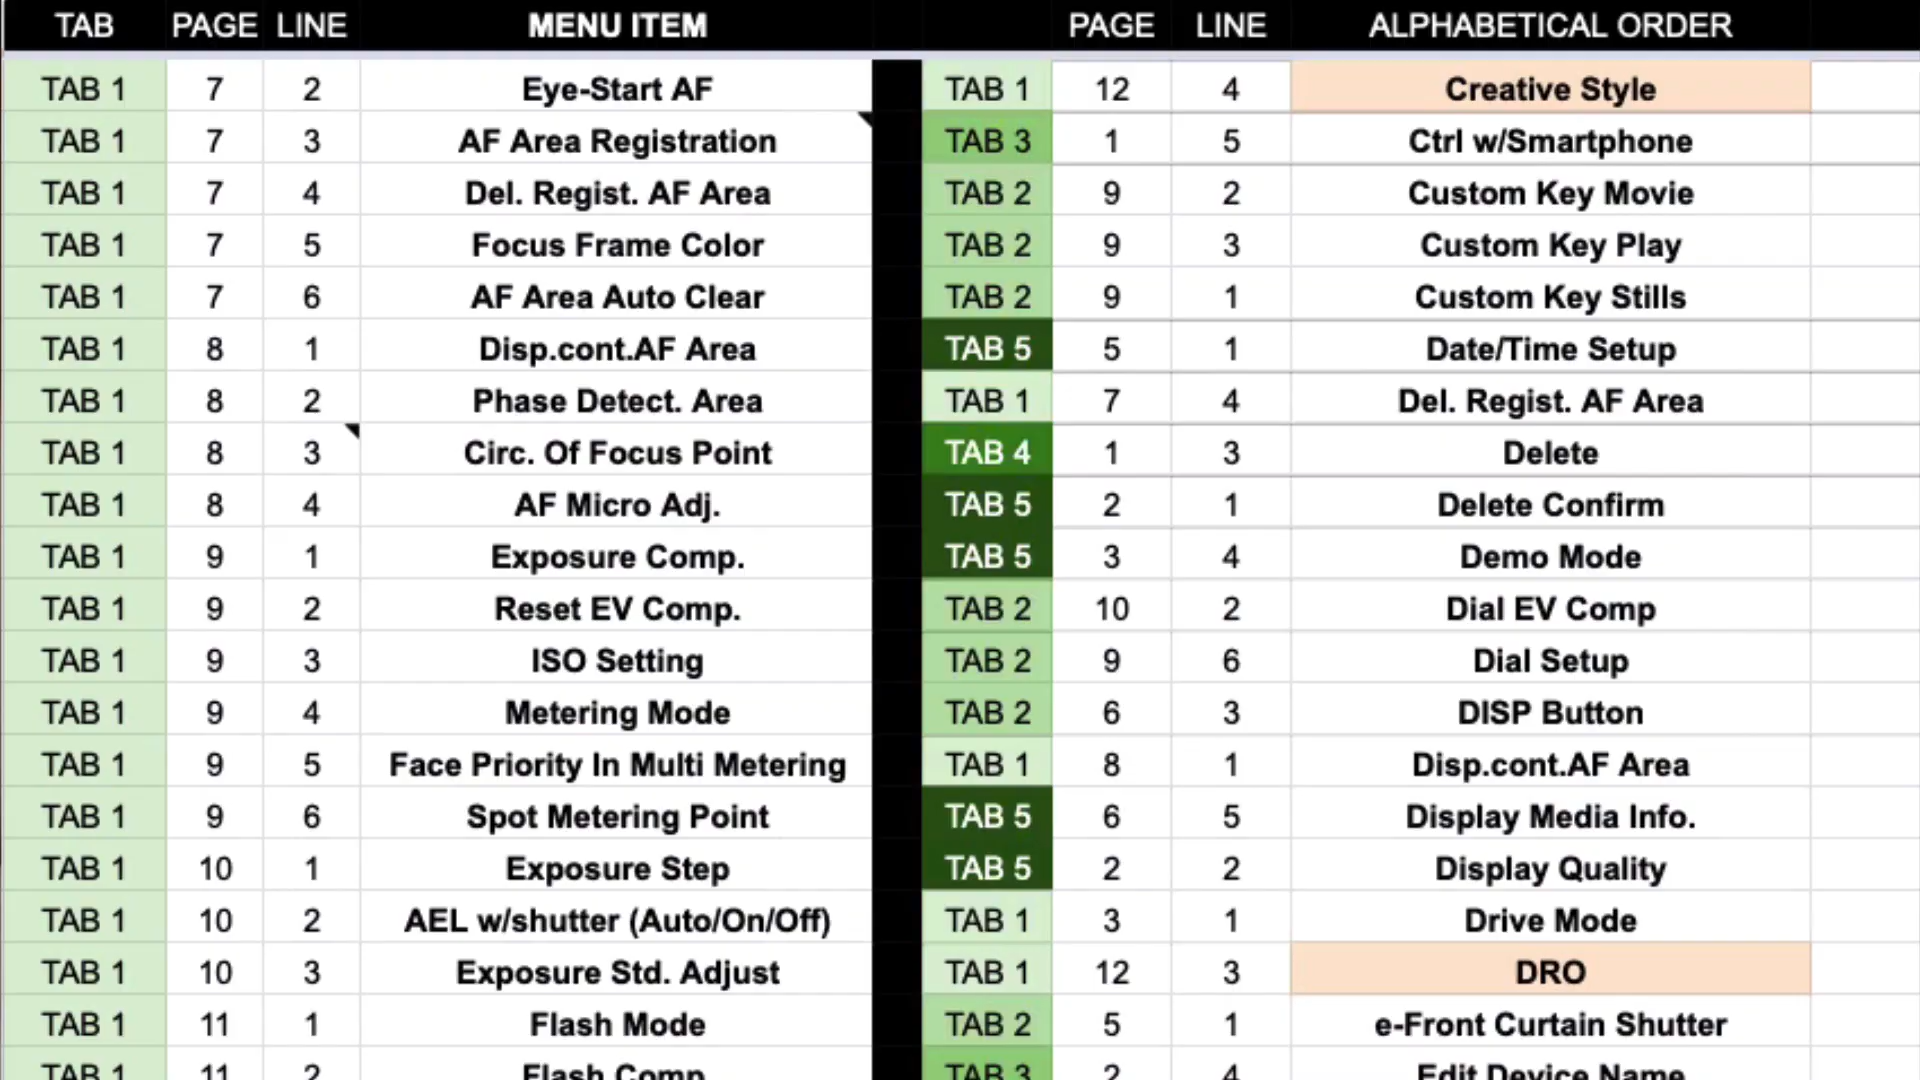 TAB PAGE LINE MENU ITEM PAGE LINE ALPHABETICAL ORDER
TAB 1 7 2 Eye-Start AF TAB 1 12 4 Creative Style
TAB 1 7 3 AF Area Registration TAB 3 1 5 Ctrl w/Smartphone
TAB 1 7 4 Del. Regist. AF Area TAB 2 9 2 Custom Key Movie
TAB 1 7 5 Focus Frame Color TAB 2 9 3 Custom Key Play
TAB 1 7 6 AF Area Auto Clear TAB 2 9 1 Custom Key Stills
TAB 1 8 1 Disp.cont.AF Area TAB 5 5 1 Date/Time Setup
TAB 1 8 2 Phase Detect. Area TAB 1 7 4 Del. Regist. AF Area
TAB 1 8 3 Circ. Of Focus Point TAB 4 1 3 Delete
TAB 1 8 4 AF Micro Adj. TAB 5 2 1 Delete Confirm
TAB 1 9 1 Exposure Comp. TAB 5 3 4 Demo Mode
TAB 1 9 2 Reset EV Comp. TAB 2 10 2 Dial EV Comp
TAB 1 9 3 ISO Setting TAB 2 9 6 Dial Setup
TAB 1 9 4 Metering Mode TAB 2 6 3 DISP Button
TAB 1 9 5 Face Priority In Multi Metering TAB 1 8 1 Disp.cont.AF Area
TAB 1 9 6 Spot Metering Point TAB 5 6 5 Display Media Info.
TAB 1 10 1 Exposure Step TAB 5 2 2 Display Quality
TAB 1 10 2 AEL w/shutter (Auto/On/Off) TAB 1 3 1 Drive Mode
TAB 1 10 3 Exposure Std. Adjust TAB 1 12 3 DRO
TAB 1 11 1 Flash Mode TAB 2 5 1 e-Front Curtain Shutter
TAB 1 11 2 Flash Comp TAB 3 2 4 Edit Device Name